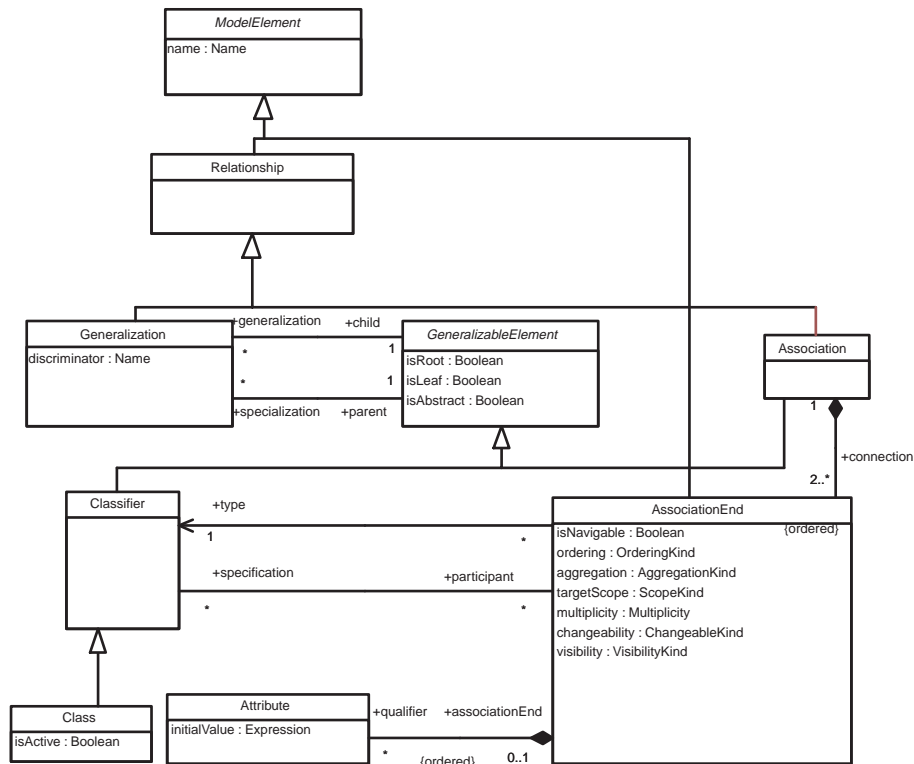 ModelElement
name : Name
Relationship
Generalization
discriminator : Name
+generalization
+child
*
1
*
1
+specialization
+parent
GeneralizableElement
isRoot : Boolean
isLeaf : Boolean
isAbstract : Boolean
Association
1
+connection
2..*
{ordered}
Classifier
+type
1
*
+specification
+participant
*
*
AssociationEnd
isNavigable : Boolean
ordering : OrderingKind
aggregation : AggregationKind
targetScope : ScopeKind
multiplicity : Multiplicity
changeability : ChangeableKind
visibility : VisibilityKind
Class
isActive : Boolean
Attribute
initialValue : Expression
+qualifier
+associationEnd
*
{ordered}
0..1